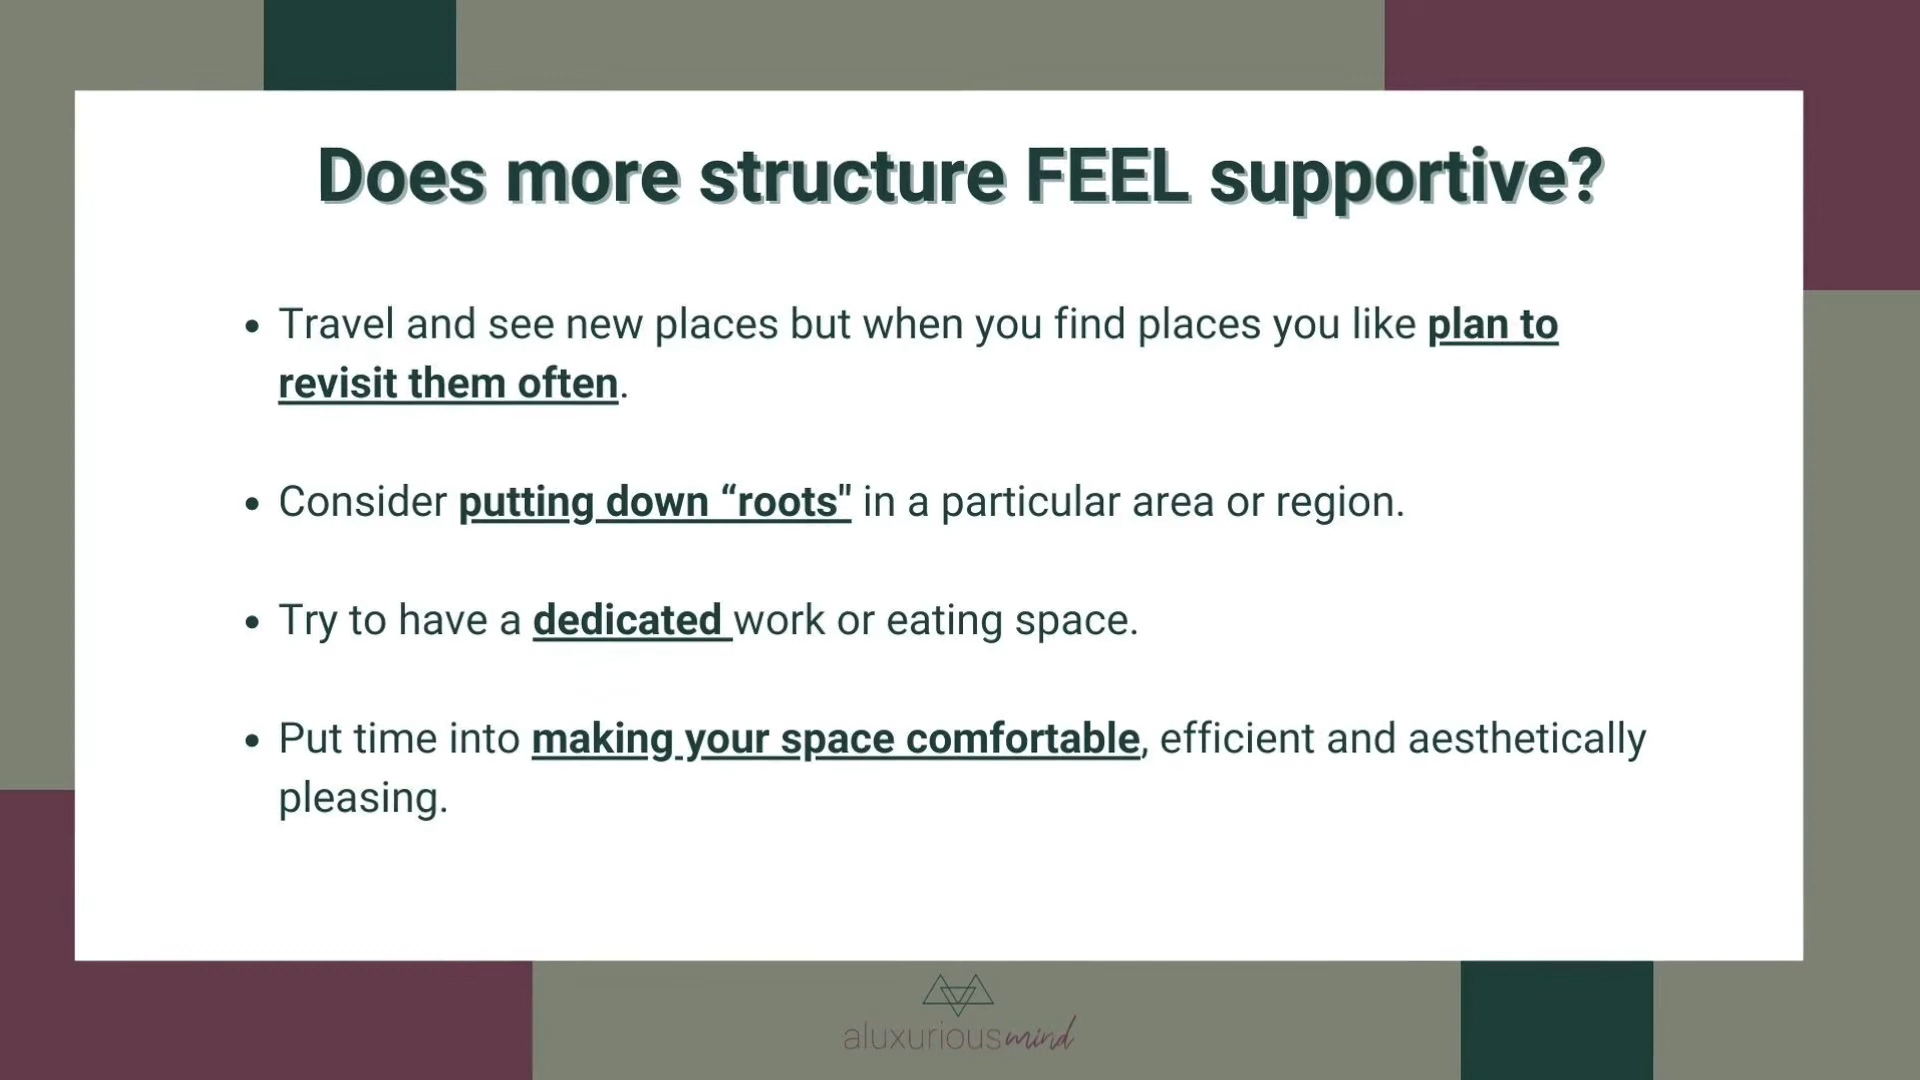 Does more structure FEEL supportive?
• Travel and see new places but when you find places you like plan to
revisit them often.
• Consider putting down “roots" in a particular area or region.
• Try to have a dedicated work or eating space.
• Put time into making your space comfortable, efficient and aesthetically
pleasing.
aluxuriousmind